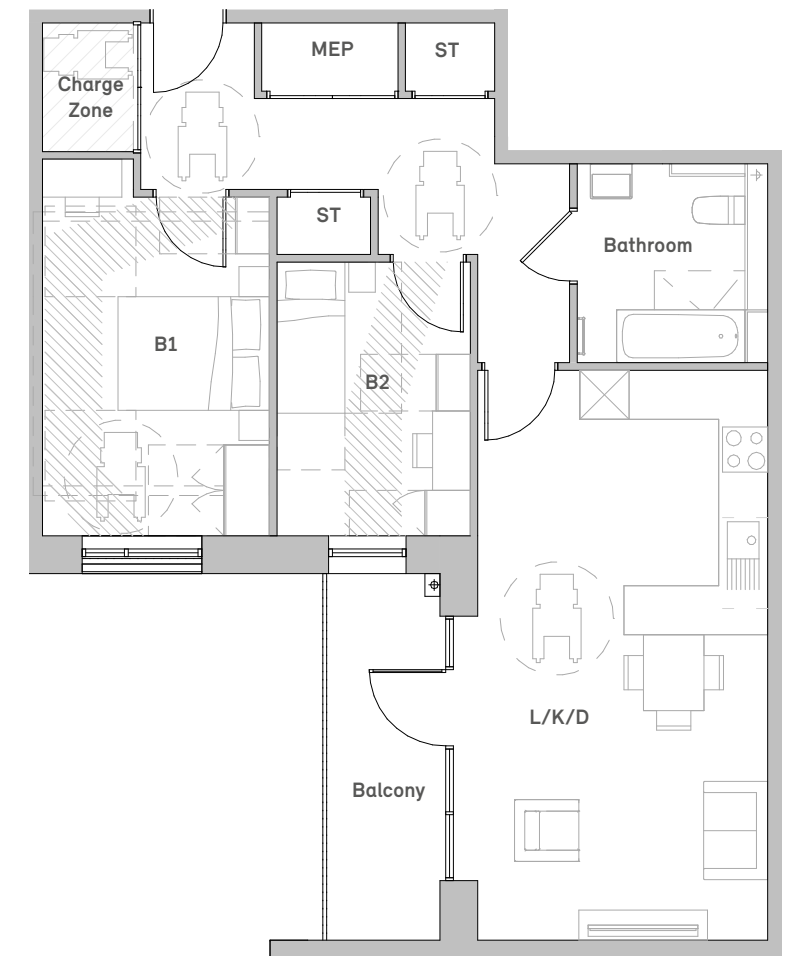 MEP
ST
Charge
Zone
ST
Bathroom
B1
B2
L/K/D
Balcony